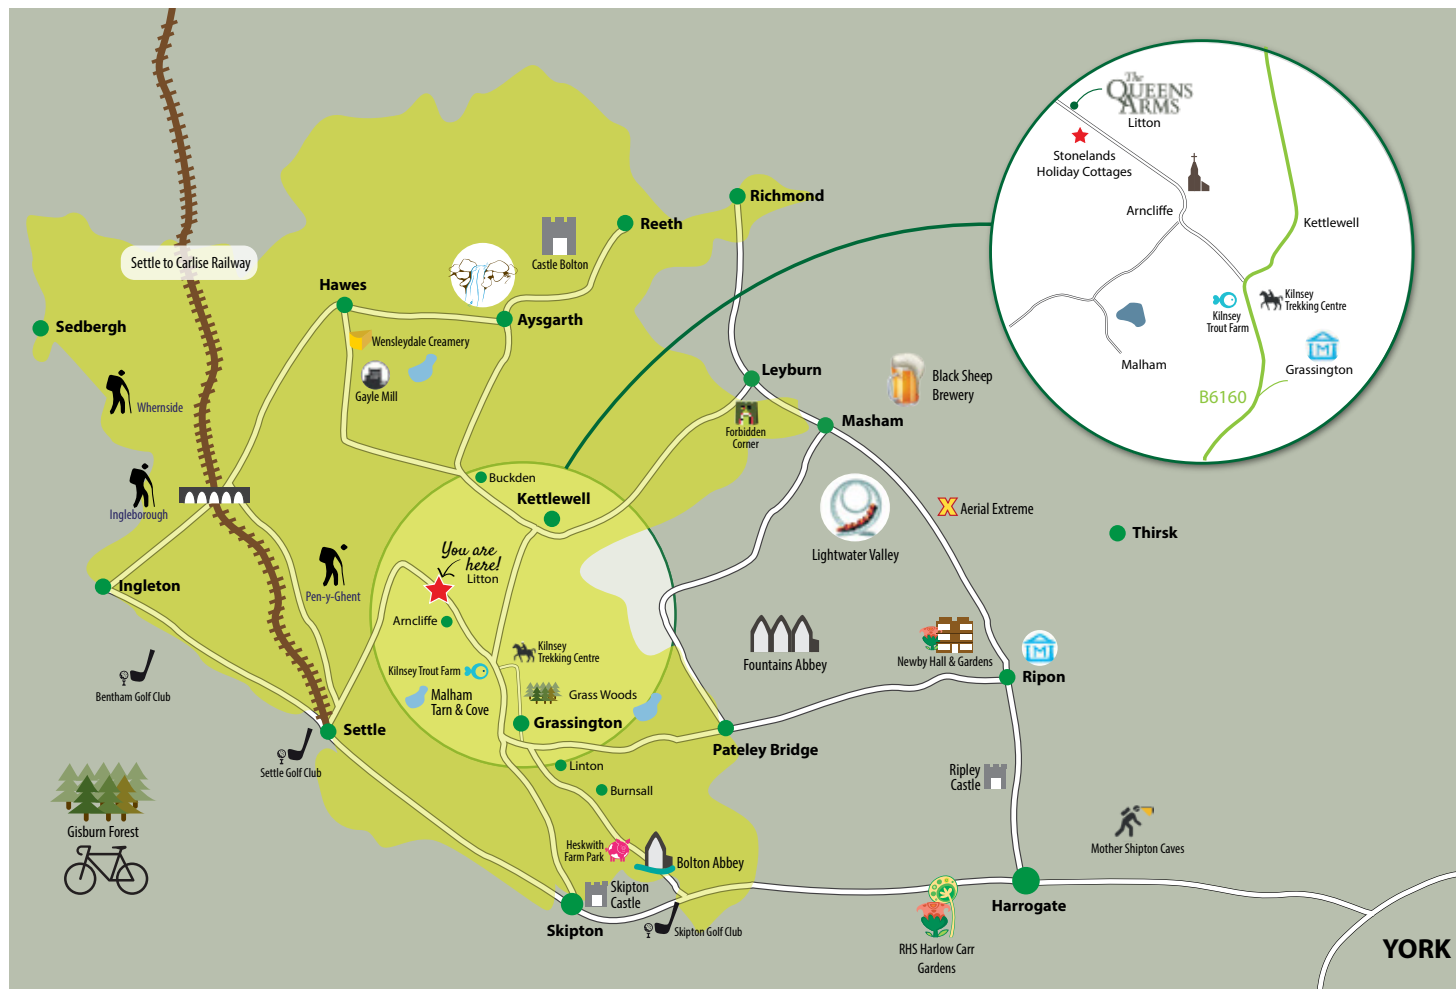 The
QUEENS
ARMS
Litton
Stonelands
Holiday Cottages
Arncliffe
Kettlewell
Kilnsey
Trekking Centre
Kilnsey
Trout Farm
Grassington
Malham
B6160
Richmond
Reeth
Castle Bolton
Settle to Carlise Railway
Hawes
Aysgarth
Sedbergh
Wensleydale Creamery
Gayle Mill
Leyburn
Black Sheep
Brewery
Whernside
Masham
Forbidden
Corner
Buckden
Kettlewell
Ingleborough
Aerial Extreme
Thirsk
Lightwater Valley
You are
here!
Litton
Ingleton
Pen-y-Ghent
Arncliffe
Kilnsey
Trekking Centre
Fountains Abbey
Newby Hall & Gardens
Kilnsey Trout Farm
Ripon
Bentham Golf Club
Malham
Tarn & Cove
Grass Woods
Grassington
Settle
Pateley Bridge
Settle Golf Club
Linton
Ripley
Castle
Burnsall
Gisburn Forest
Heskwith
Farm Park
Bolton Abbey
Mother Shipton Caves
Skipton
Castle
Harrogate
Skipton
Skipton Golf Club
RHS Harlow Carr
Gardens
YORK